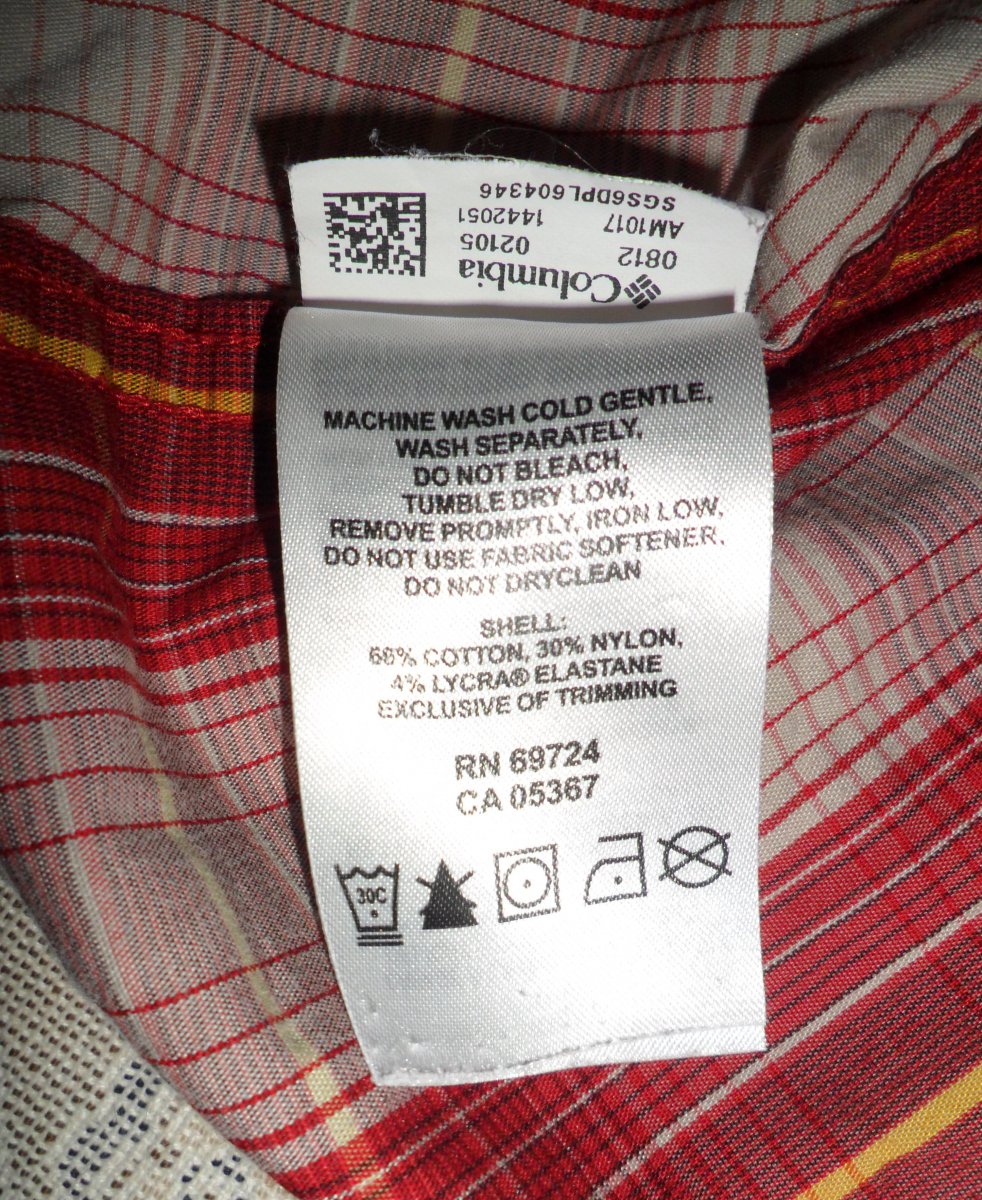 Columbia
0812 02105
AM1017 1442051
SGS6DPL604346
MACHINE WASH COLD GENTLE,
WASH SEPARATELY,
DO NOT BLEACH,
TUMBLE DRY LOW,
REMOVE PROMPTLY, IRON LOW,
DO NOT USE FABRIC SOFTENER,
DO NOT DRYCLEAN
SHELL:
66% COTTON, 30% NYLON,
4% LYCRA® ELASTANE
EXCLUSIVE OF TRIMMING
RN 69724
CA 05367
30C